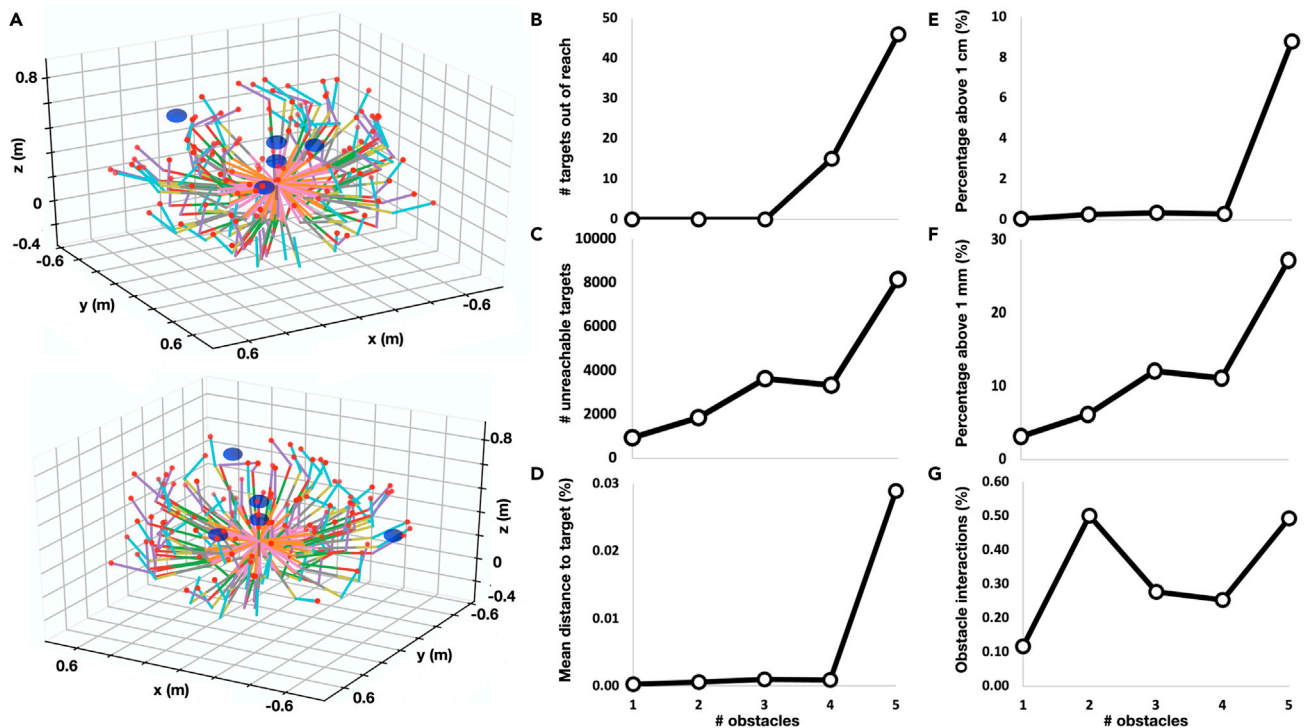 A
0.8
z (m)
0
-0.4
-0.6
y (m)
0.6
0.6
x (m)
-0.6
0.8
z (m)
0
-0.4
-0.6
y (m)
0.6
-0.6
x (m)
0.6
B
# targets out of reach
50
40
30
20
10
0
C
# unreachable targets
10000
8000
6000
4000
2000
0
D
Mean distance to target (%)
0.03
0.02
0.01
0.00
1 2 3 4 5
# obstacles
E
Percentage above 1 cm (%)
10
8
6
4
2
0
F
Percentage above 1 mm (%)
30
20
10
0
G
Obstacle interactions (%)
0.60
0.50
0.40
0.30
0.20
0.10
0.00
1 2 3 4 5
# obstacles